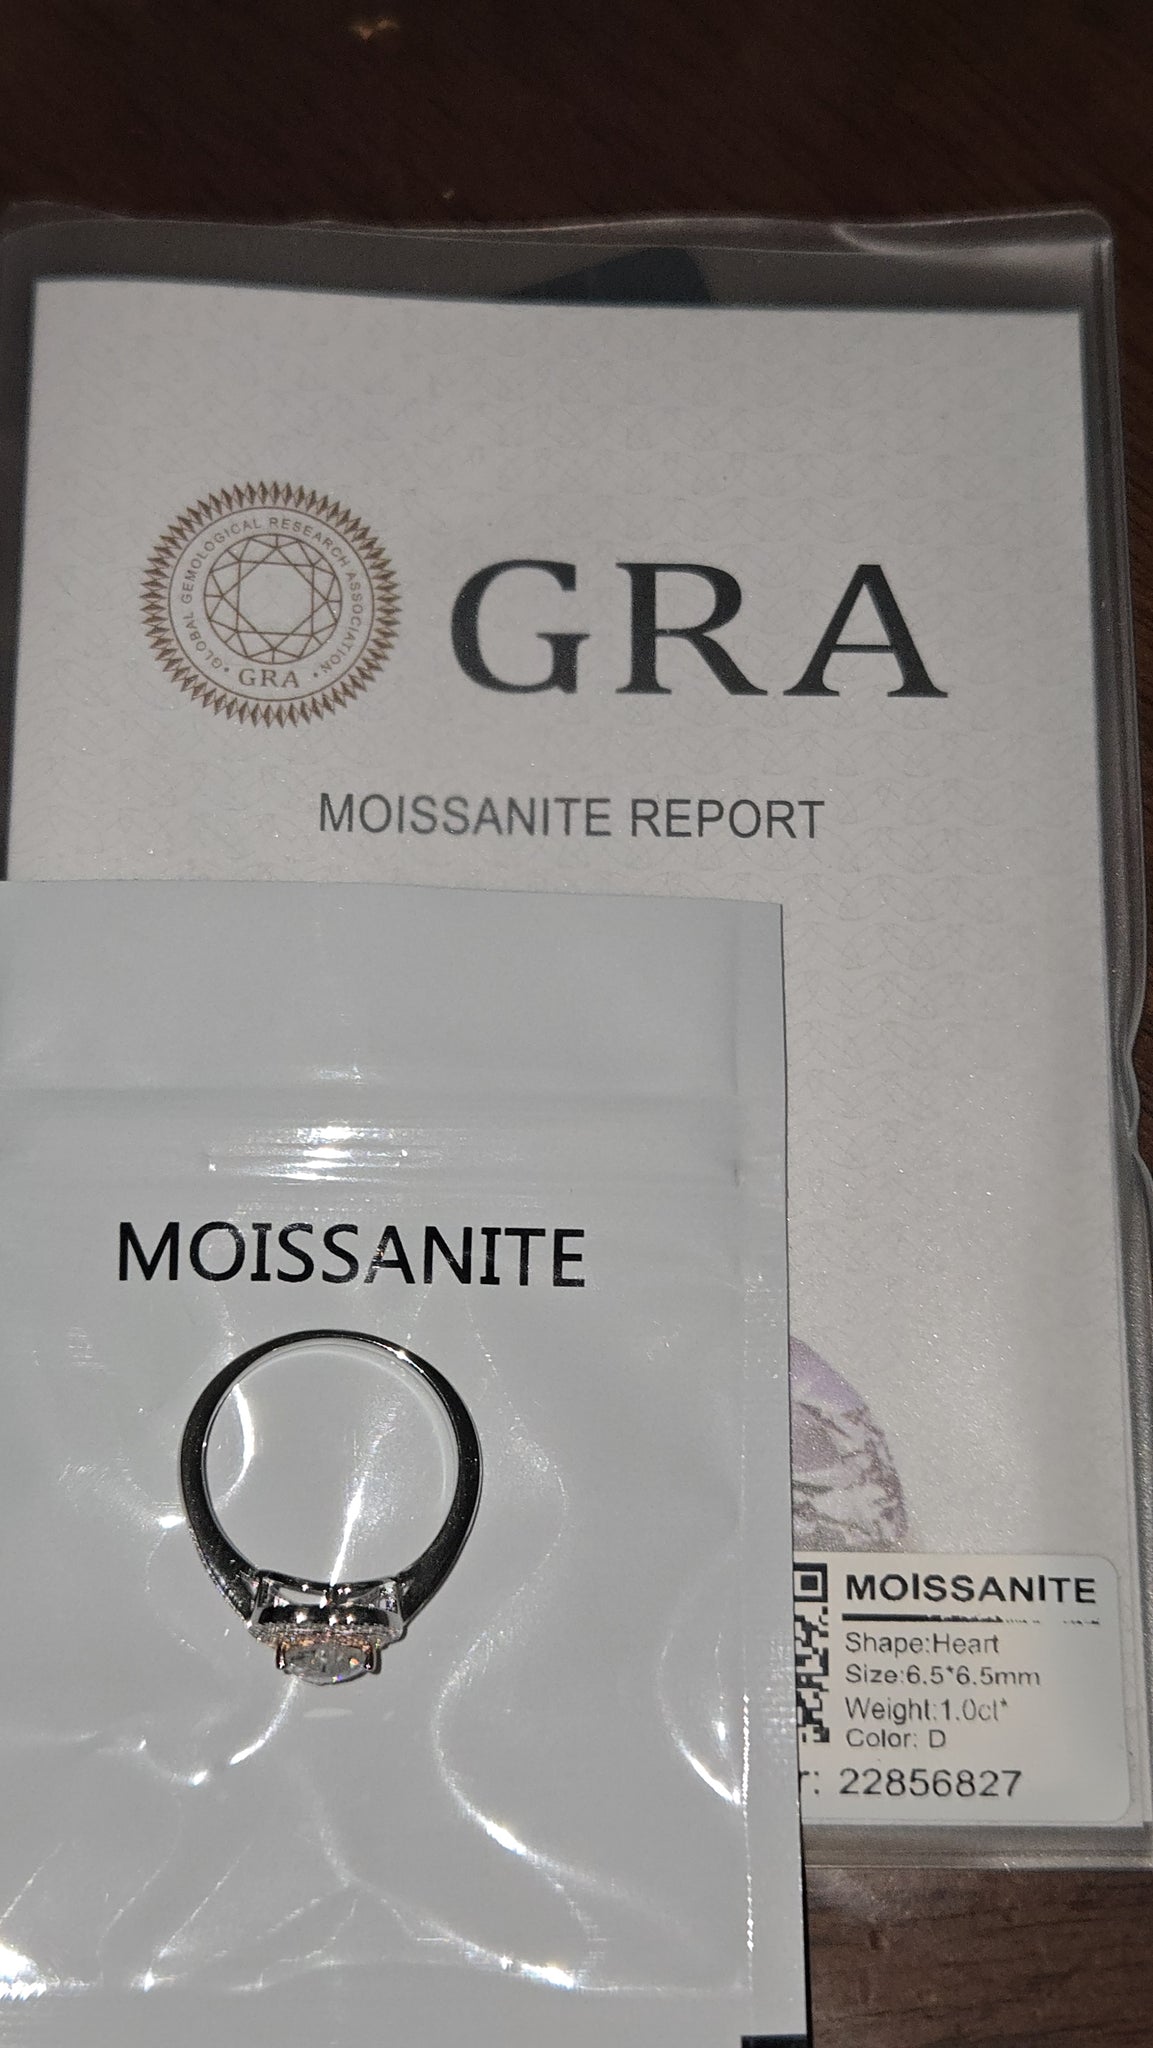 GLOBAL GEMOLOGICAL RESEARCH ASSOCIATION
GRA
GRA
MOISSANITE REPORT
MOISSANITE
MOISSANITE
Shape:Heart
Size:6.5*6.5mm
Weight:1.0ct*
Color: D
r: 22856827